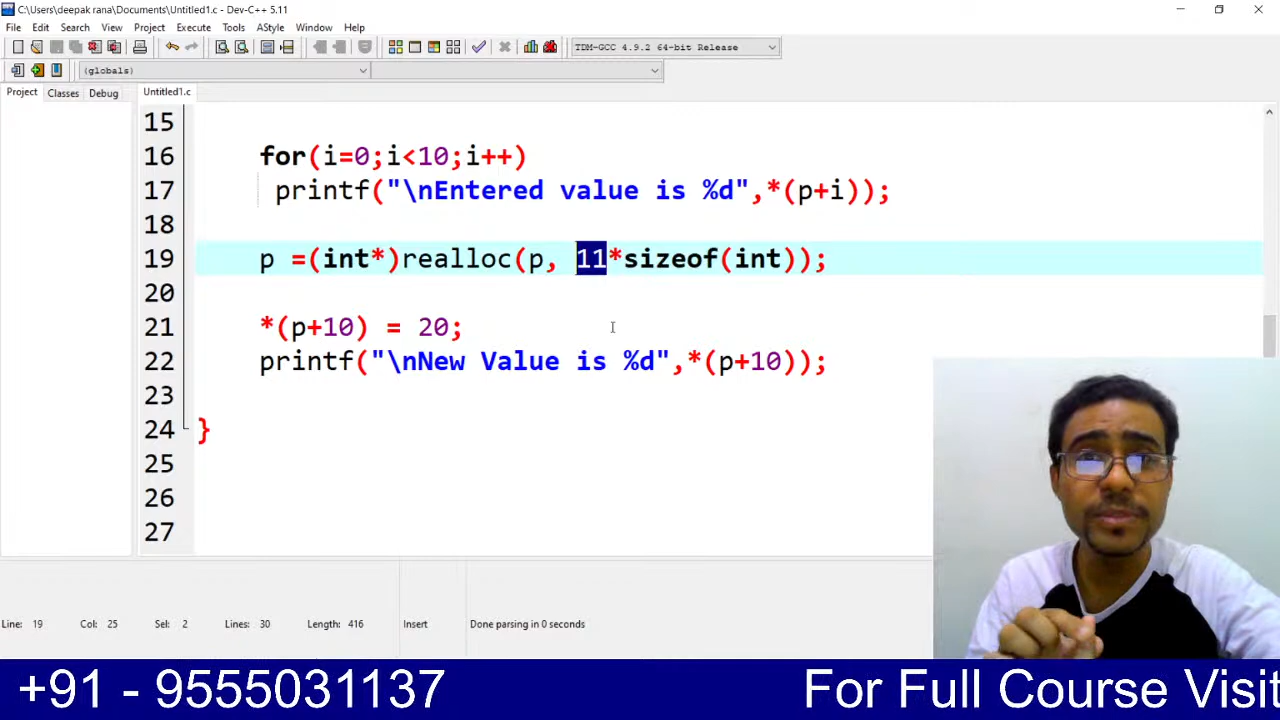 C:\Users\deepak rana\Documents\Untitled1.c - Dev-C++ 5.11
File Edit Search View Project Execute Tools AStyle Window Help
TDM-GCC 4.9.2 64-bit Release
(globals)
Project Classes Debug Untitled1.c
15
16 for(i=0;i<10;i++)
17 printf("\nEntered value is %d",*(p+i));
18
19 p =(int*)realloc(p, 11*sizeof(int));
20
21 *(p+10) = 20;
22 printf("\nNew Value is %d",*(p+10));
23
24 }
25
26
27
Line: 19 Col: 25 Sel: 2 Lines: 30 Length: 416 Insert Done parsing in 0 seconds
+91 - 9555031137 For Full Course Visit